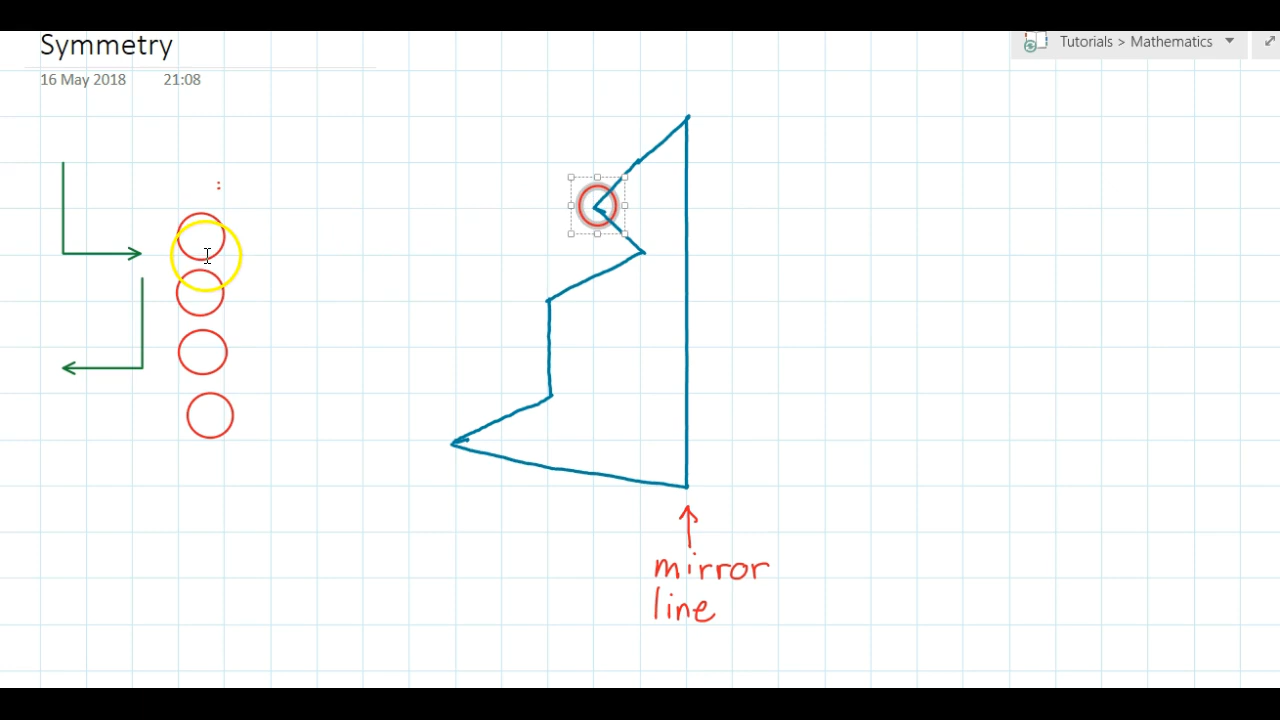 Symmetry
Tutorials > Mathematics
16 May 2018 21:08
mirror
line